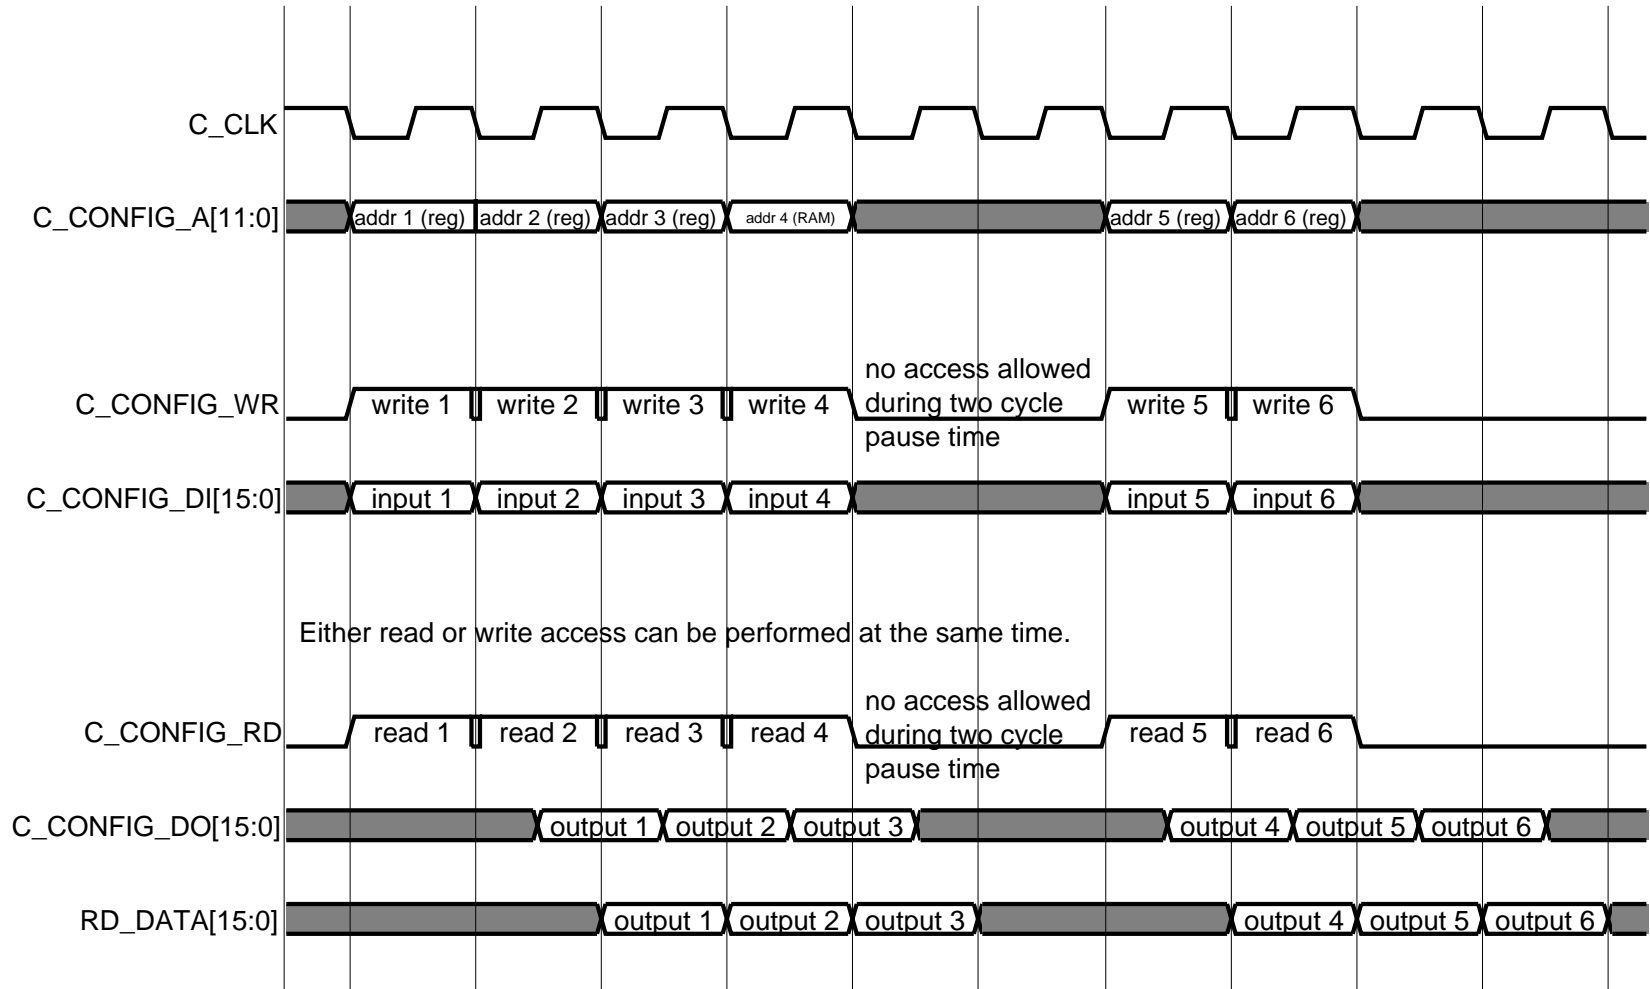 C_CLK
C_CONFIG_A[11:0]
addr 1 (reg) addr 2 (reg) addr 3 (reg) addr 4 (RAM) addr 5 (reg) addr 6 (reg)
no access allowed
C_CONFIG_WR write 1 write 2 write 3 write 4 during two cycle write 5 write 6
pause time
C_CONFIG_DI[15:0] input 1 input 2 input 3 input 4 input 5 input 6
Either read or write access can be performed at the same time.
no access allowed
C_CONFIG_RD read 1 read 2 read 3 read 4 during two cycle read 5 read 6
pause time
C_CONFIG_DO[15:0] output 1 output 2 output 3 output 4 output 5 output 6
RD_DATA[15:0] output 1 output 2 output 3 output 4 output 5 output 6